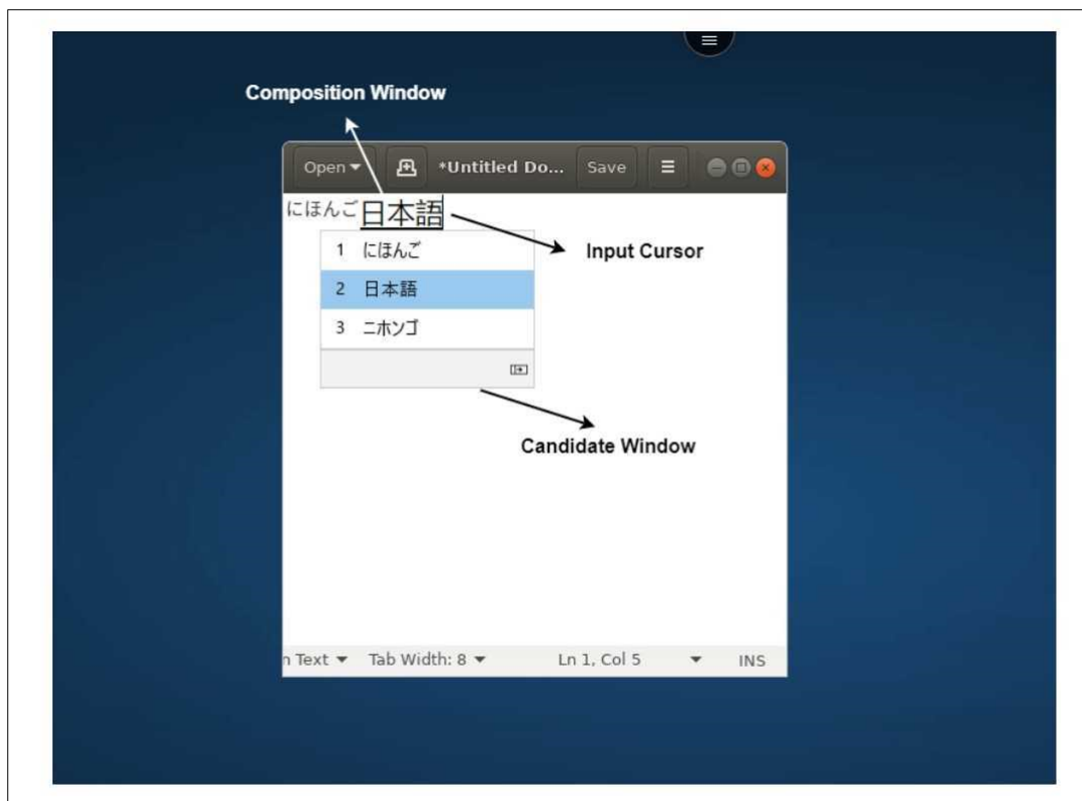 Composition Window
Open *Untitled Do... Save
にほんご日本語
Input Cursor
1 にほんご
2 日本語
3 ニホンゴ
Candidate Window
n Text Tab Width: 8 Ln 1, Col 5 INS